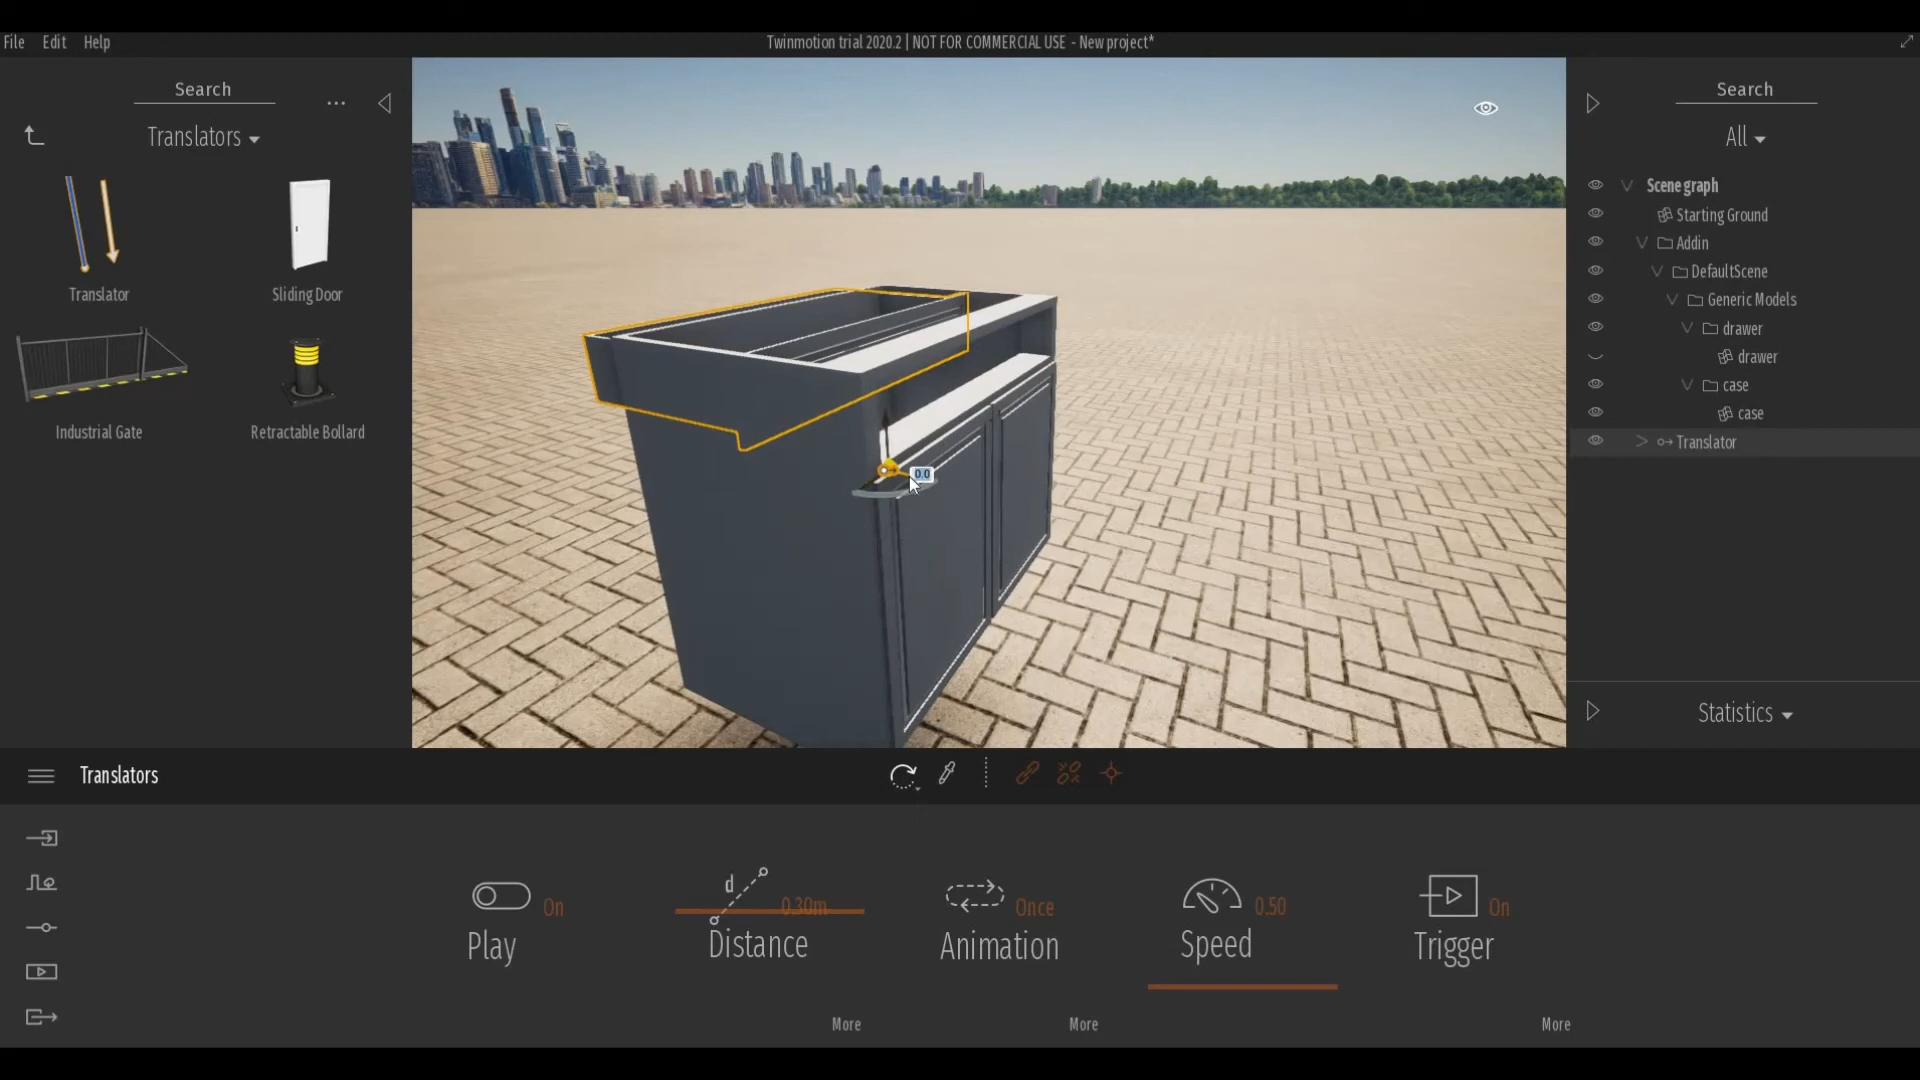 File Edit Help
Twinmotion trial 2020.2 | NOT FOR COMMERCIAL USE - New project*
Search
...
Translators
Translator
Sliding Door
Industrial Gate
Retractable Bollard
0.0
Search
All
Scene graph
Starting Ground
Addin
DefaultScene
Generic Models
drawer
drawer
case
case
Translator
Statistics
Translators
On
Play
d
0.30m
Distance
Once
Animation
0.50
Speed
On
Trigger
More
More
More